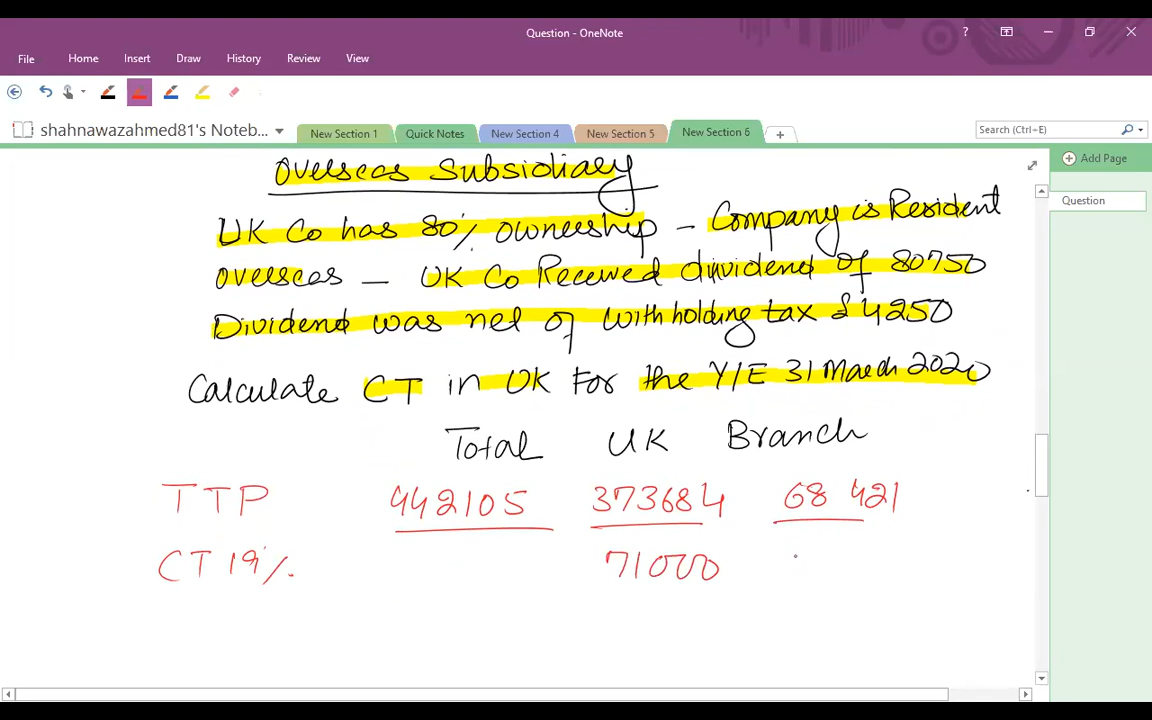 Question - OneNote
?
File Home Insert Draw History Review View
shahnawazahmed81's Noteb...
New Section 1
Quick Notes
New Section 4
New Section 5
New Section 6
Search (Ctrl+E)
Add Page
Question
Overseas Subsidiary
UK Co has 80% ownership - Company is Resident
overseas - UK Co Received dividend of 80750
Dividend was net of withholding tax £4250
Calculate CT in UK For the Y/E 31 March 2020
Total UK Branch
TTP 442105 373684 68 421
CT 19% 71000